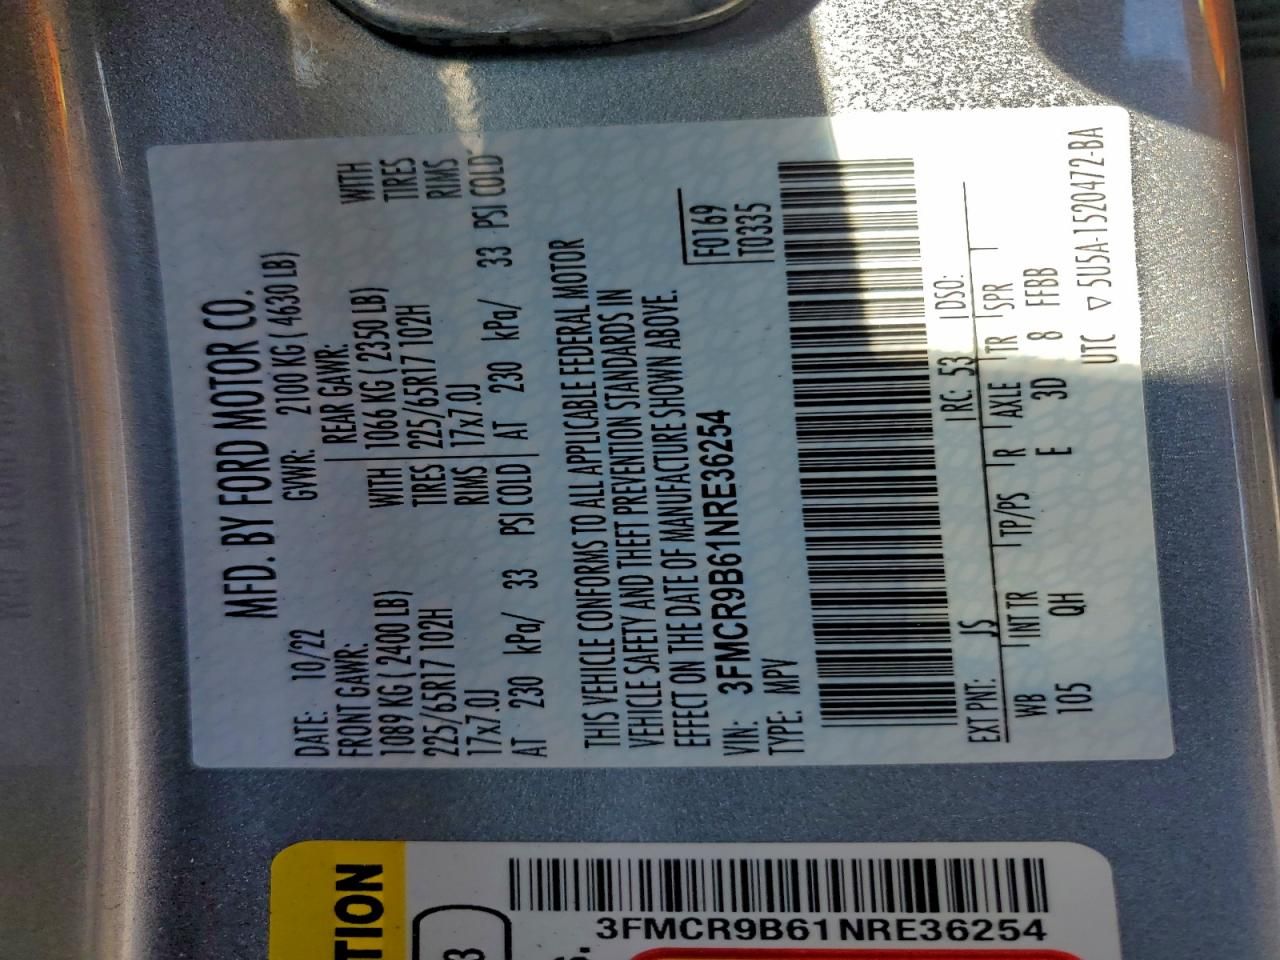 MFD. BY FORD MOTOR CO.
DATE: 10/22 GVWR: 2100 KG ( 4630 LB)
FRONT GAWR: REAR GAWR:
1089 KG ( 2400 LB) WITH 1066 KG ( 2350 LB) WITH
225/65R17 102H TIRES 225/65R17 102H TIRES
17x7.0J RIMS 17x7.0J RIMS
AT 230 kPa/ 33 PSI COLD AT 230 kPa/ 33 PSI COLD
THIS VEHICLE CONFORMS TO ALL APPLICABLE FEDERAL MOTOR
VEHICLE SAFETY AND THEFT PREVENTION STANDARDS IN
EFFECT ON THE DATE OF MANUFACTURE SHOWN ABOVE.
VIN: 3FMCR9B61NRE36254 F0169
TYPE: MPV T0335
EXT PNT: JS RC: 53 DSO:
WB INT TR TP/PS R AXLE TR SPR
105 QH E 3D 8 FFBB
UTC ▽ 5U5A-1520472-BA
TION
3
3FMCR9B61NRE36254